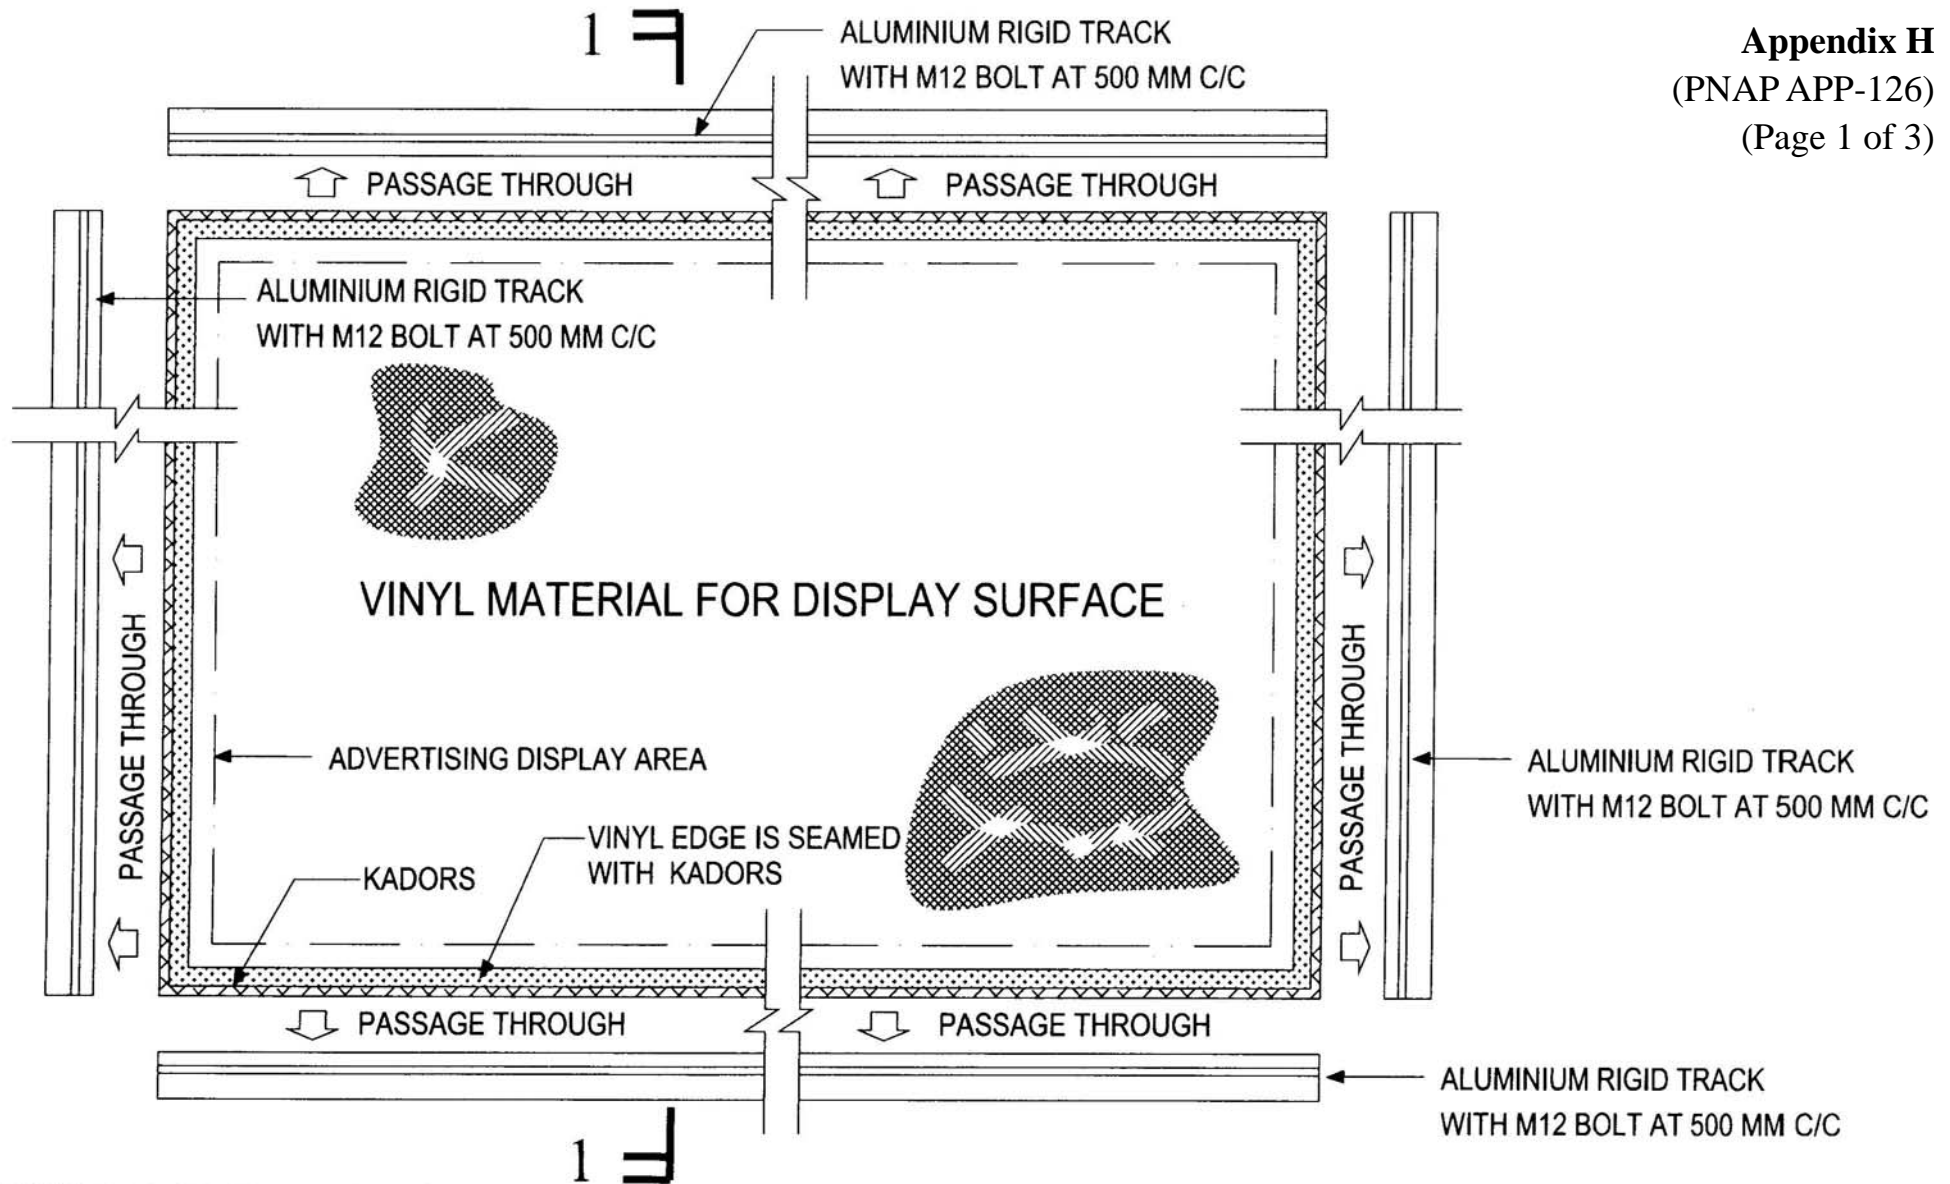 Appendix H
(PNAP APP-126)
(Page 1 of 3)
1
ALUMINIUM RIGID TRACK
WITH M12 BOLT AT 500 MM C/C
PASSAGE THROUGH
PASSAGE THROUGH
ALUMINIUM RIGID TRACK
WITH M12 BOLT AT 500 MM C/C
VINYL MATERIAL FOR DISPLAY SURFACE
PASSAGE THROUGH
PASSAGE THROUGH
ADVERTISING DISPLAY AREA
ALUMINIUM RIGID TRACK
WITH M12 BOLT AT 500 MM C/C
VINYL EDGE IS SEAMED
WITH KADORS
KADORS
PASSAGE THROUGH
PASSAGE THROUGH
ALUMINIUM RIGID TRACK
WITH M12 BOLT AT 500 MM C/C
1